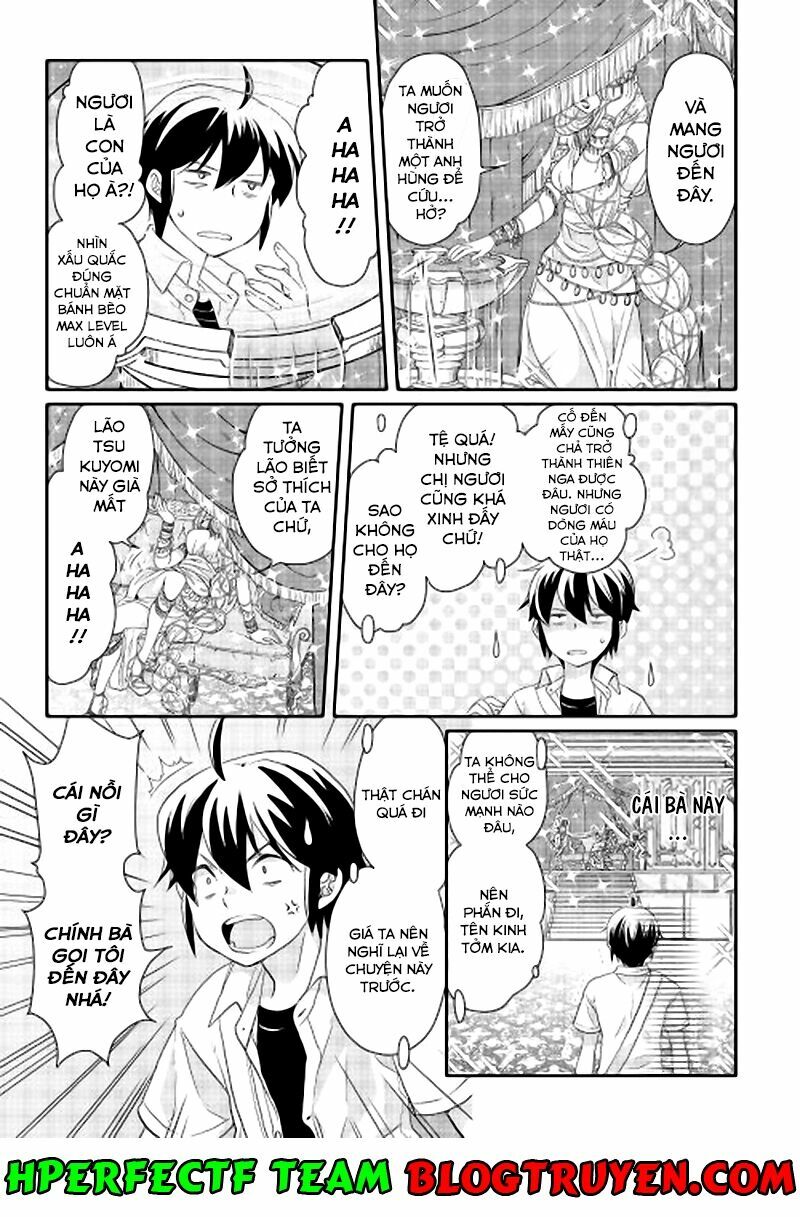 VÀ
MANG
NGƯƠI
ĐẾN
ĐÂY.
TA MUỐN
NGƯƠI
TRỞ
THÀNH
MỘT ANH
HÙNG ĐỂ
CỨU...
HỞ?
A
HA
HA
HA
!!
NGƯƠI
LÀ
CON
CỦA
HỌ À?!
NHÌN
XẤU QUẮC
ĐÚNG
CHUẨN MẶT
BÁNH BÈO
MAX LEVEL
LUÔN Á
CỐ ĐẾN
MẤY CŨNG
CHẢ TRỞ
THÀNH THIÊN
NGA ĐƯỢC
ĐÂU. NHƯNG
NGƯƠI CÓ
DÒNG MÁU
CỦA HỌ
THẬT...
TỆ QUÁ!
NHƯNG
CHỊ NGƯƠI
CŨNG KHÁ
XINH ĐẤY
CHỨ!
SAO
KHÔNG
CHO HỌ
ĐẾN
ĐÂY?
TA
TƯỞNG
LÃO BIẾT
SỞ THÍCH
CỦA TA
CHỨ,
LÃO
TSU
KUYOMI
NÀY GIÀ
MẤT
A
HA
HA
HA
!!
CÁI BÀ NÀY
...
TA KHÔNG
THỂ CHO
NGƯƠI SỨC
MẠNH NÀO
ĐÂU,
NÊN
PHẮN ĐI,
TÊN KINH
TỞM KIA.
THẬT CHÁN
QUÁ ĐI
GIÁ TA NÊN
NGHĨ LẠI VỀ
CHUYỆN NÀY
TRƯỚC.
CÁI NỒI
GÌ
ĐÂY?
CHÍNH BÀ
GỌI TÔI
ĐẾN ĐÂY
NHÁ!
HPERFECTF TEAM BLOGTRUYEN.COM